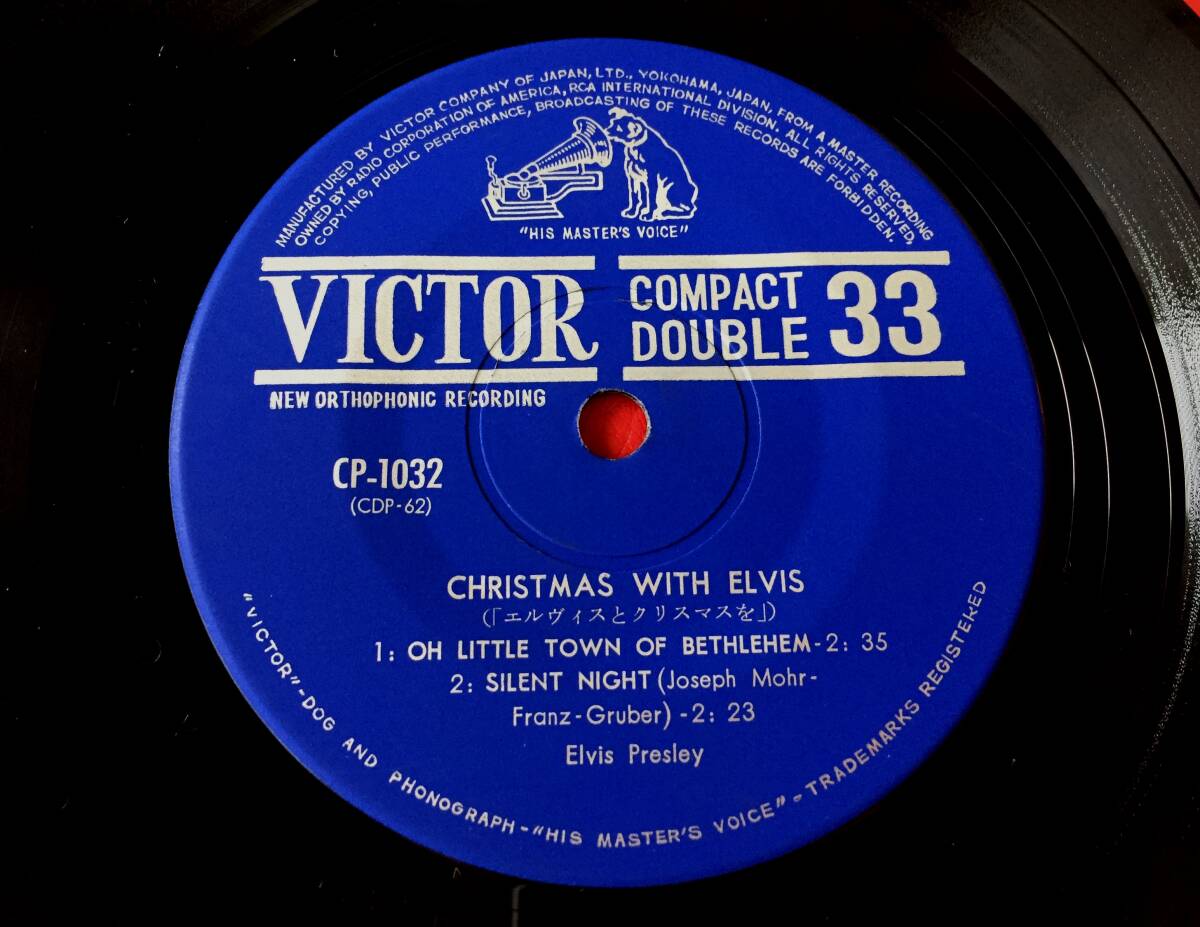 MANUFACTURED BY VICTOR COMPANY OF JAPAN, LTD., YOKOHAMA, JAPAN, FROM A MASTER RECORDING
OWNED BY RADIO CORPORATION OF AMERICA, RCA INTERNATIONAL DIVISION. ALL RIGHTS RESERVED,
COPYING, PUBLIC PERFORMANCE, BROADCASTING OF THESE RECORDS ARE FORBIDDEN.
"HIS MASTER'S VOICE"
VICTOR COMPACT DOUBLE 33
NEW ORTHOPHONIC RECORDING
CP-1032
(CDP-62)
CHRISTMAS WITH ELVIS
(「エルヴィスとクリスマスを」)
1: OH LITTLE TOWN OF BETHLEHEM-2: 35
2: SILENT NIGHT (Joseph Mohr-
Franz-Gruber) -2: 23
Elvis Presley
"VICTOR"-DOG AND PHONOGRAPH-"HIS MASTER'S VOICE"-TRADEMARKS REGISTERED